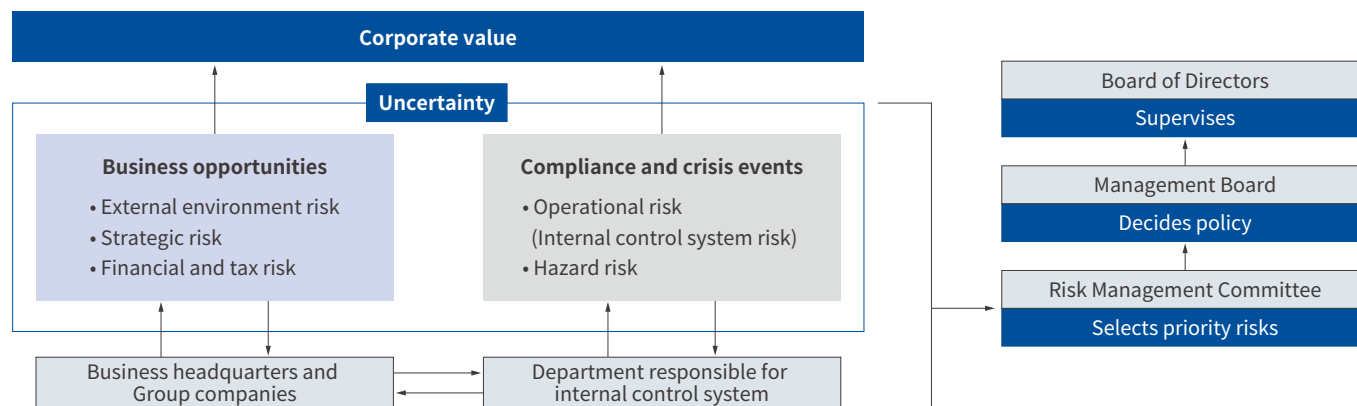 Corporate value
Uncertainty
Business opportunities
• External environment risk
• Strategic risk
• Financial and tax risk
Compliance and crisis events
• Operational risk
(Internal control system risk)
• Hazard risk
Business headquarters and
Group companies
Department responsible for
internal control system
Board of Directors
Supervises
Management Board
Decides policy
Risk Management Committee
Selects priority risks